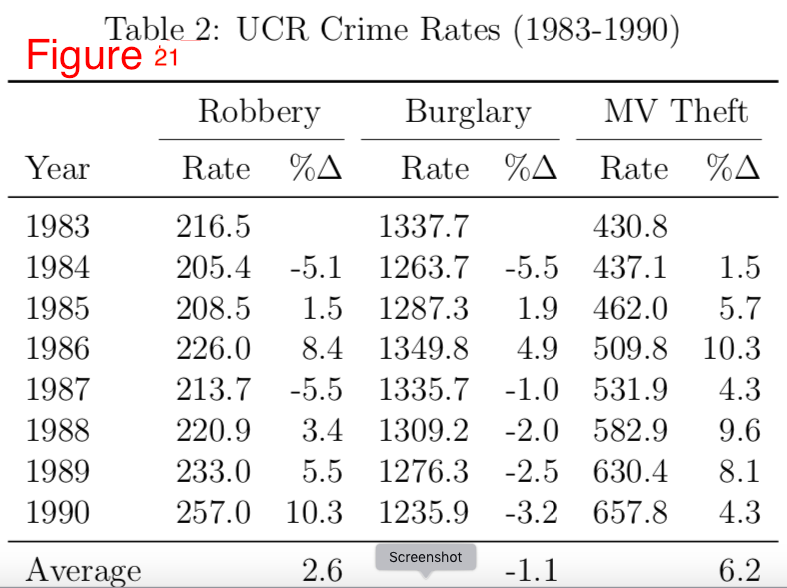 Table 2: UCR Crime Rates (1983-1990)
Figure 21
Robbery Burglary MV Theft
Year Rate %Δ Rate %Δ Rate %Δ
1983 216.5 1337.7 430.8
1984 205.4 -5.1 1263.7 -5.5 437.1 1.5
1985 208.5 1.5 1287.3 1.9 462.0 5.7
1986 226.0 8.4 1349.8 4.9 509.8 10.3
1987 213.7 -5.5 1335.7 -1.0 531.9 4.3
1988 220.9 3.4 1309.2 -2.0 582.9 9.6
1989 233.0 5.5 1276.3 -2.5 630.4 8.1
1990 257.0 10.3 1235.9 -3.2 657.8 4.3
Screenshot
Average 2.6 -1.1 6.2